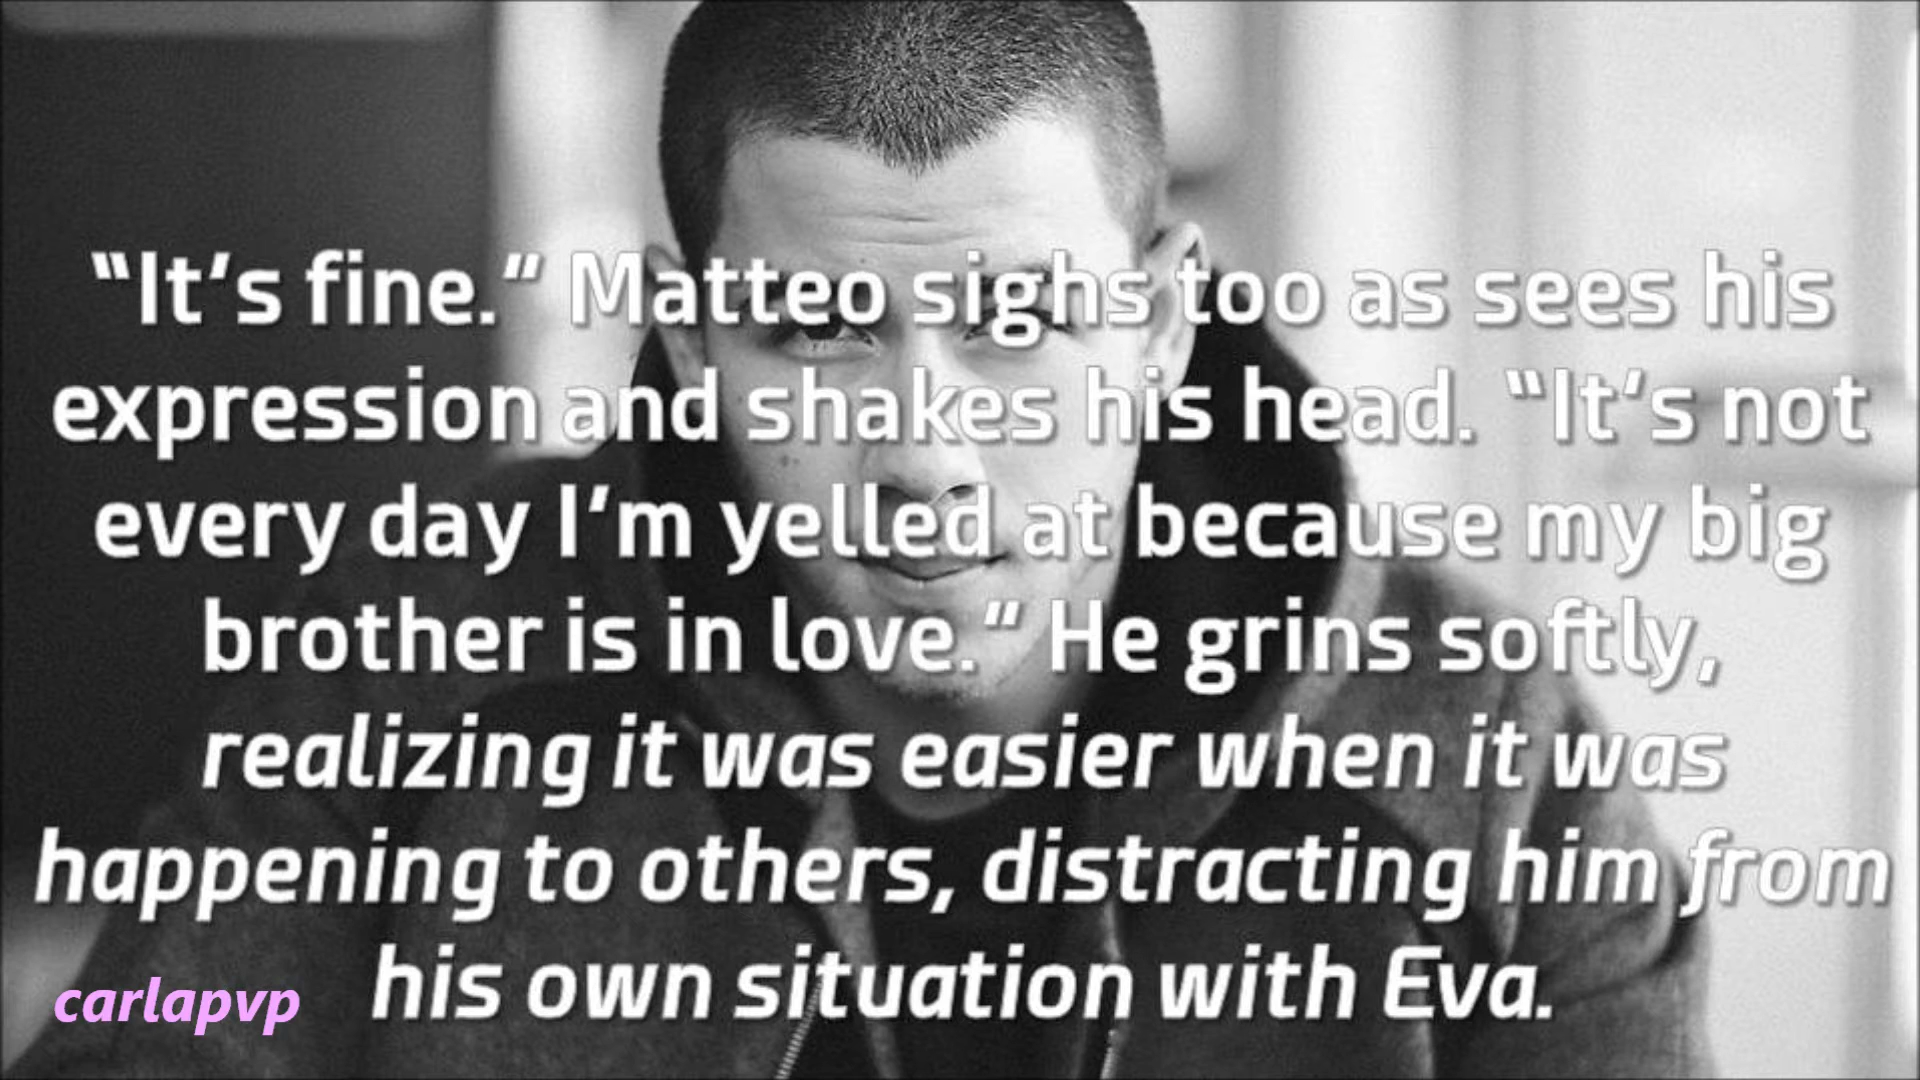 “It’s fine.” Matteo sighs too as sees his
expression and shakes his head. “It’s not
every day I’m yelled at because my big
brother is in love.” He grins softly,
realizing it was easier when it was
happening to others, distracting him from
his own situation with Eva.
carlapvp